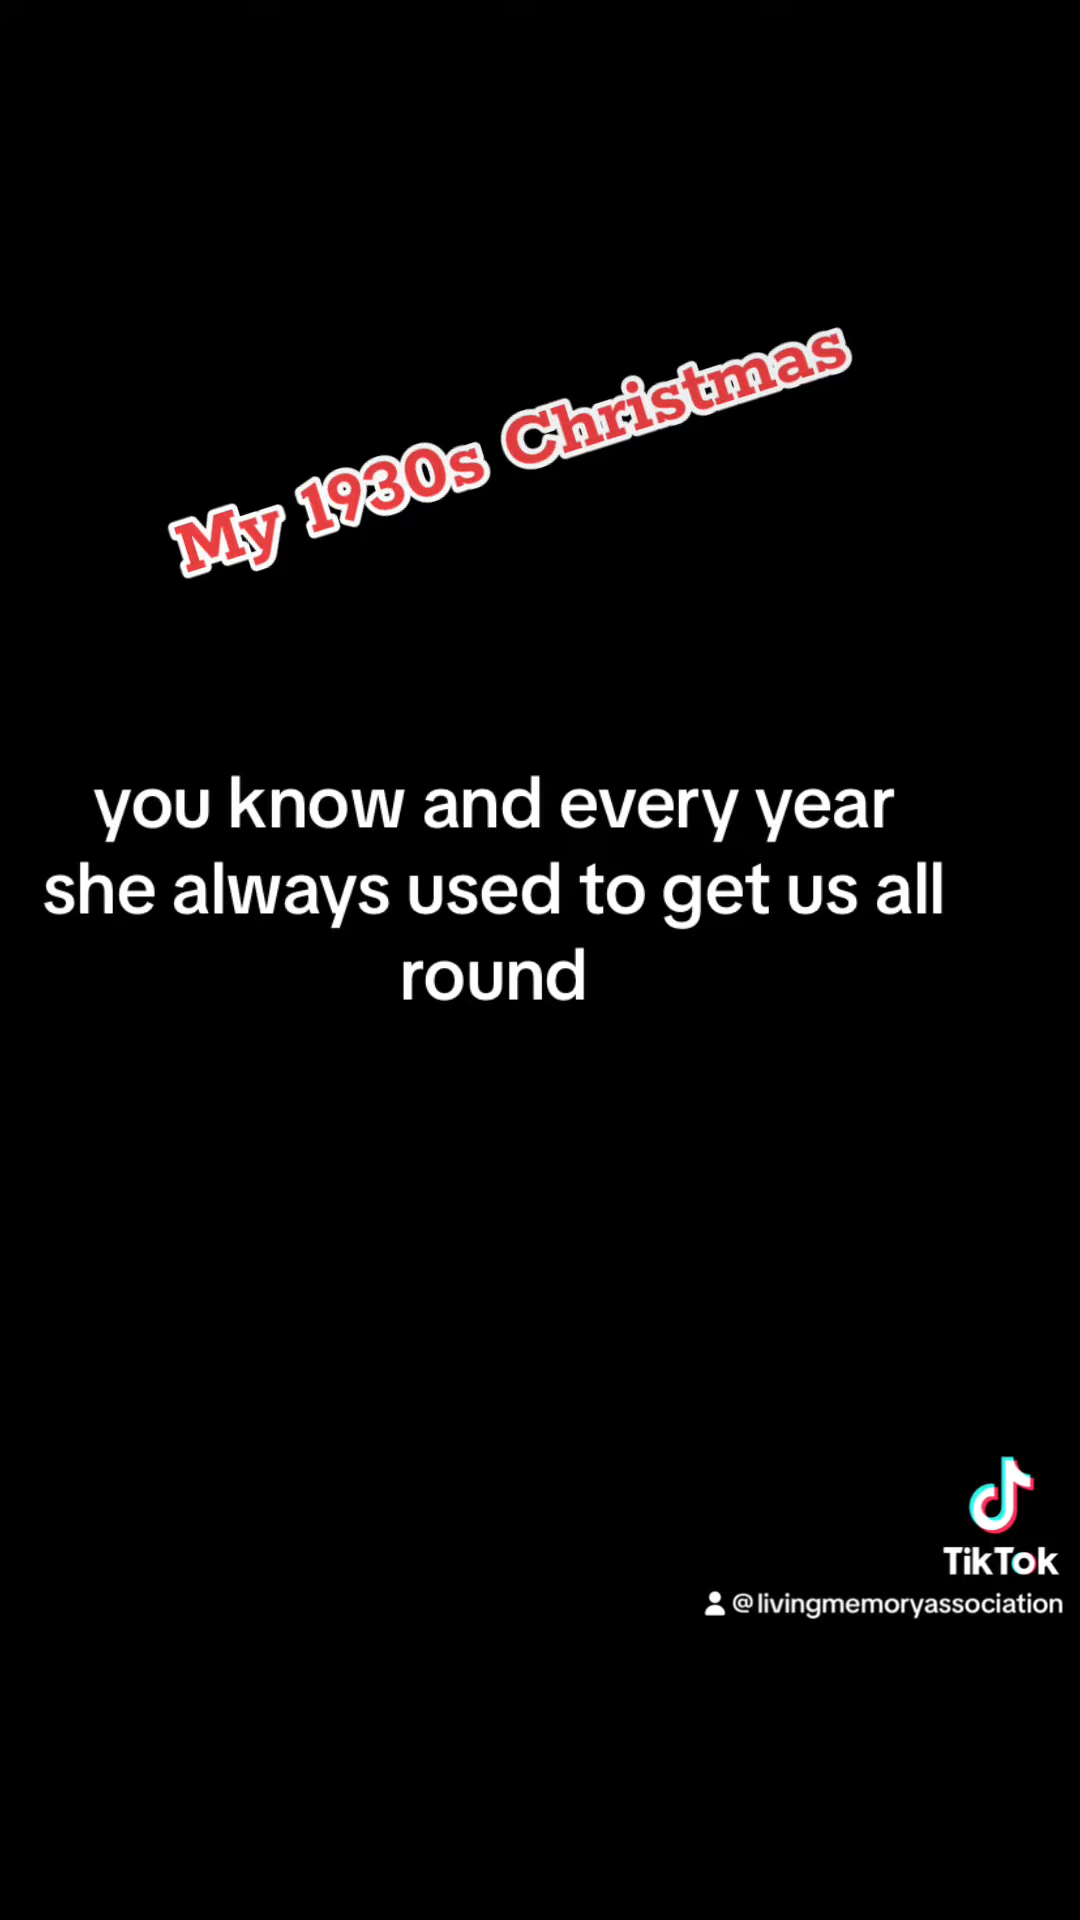 My 1930s Christmas
you know and every year
she always used to get us all
round
TikTok
@livingmemoryassociation